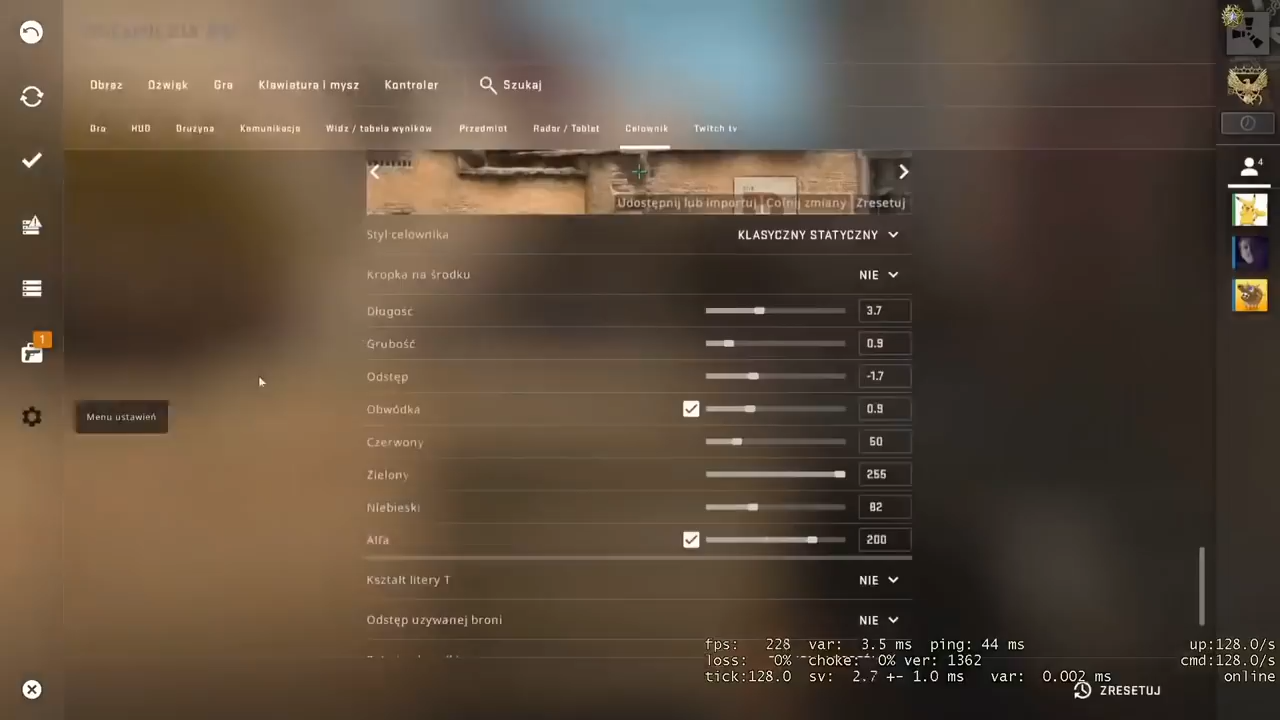 Obraz Dźwięk Gra Klawiatura i mysz Kontroler Szukaj
Gra HUD Drużyna Komunikacja Widz / tabela wyników Przedmiot Radar / Tablet Celownik Twitch tv
Udostępnij lub importuj Cofnij zmiany Zresetuj
Styl celownika KLASYCZNY STATYCZNY
Kropka na środku NIE
Długość 3.7
Grubość 0.9
Odstęp -1.7
Obwódka 0.9
Menu ustawień
Czerwony 50
Zielony 255
Niebieski 82
Alfa 200
Kształt litery T NIE
Odstęp używanej broni NIE
fps: 228 var: 3.5 ms ping: 44 ms up:128.0/s
loss: 0% choke: 0% ver: 1362 cmd:128.0/s
tick:128.0 sv: 2.7 +- 1.0 ms var: 0.002 ms online
ZRESETUJ
1
4